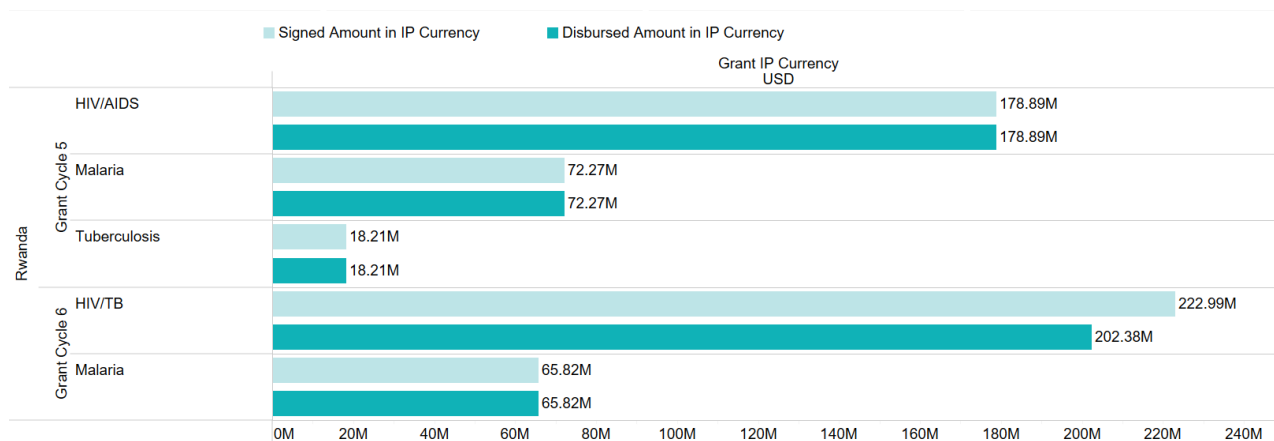 Signed Amount in IP Currency
Disbursed Amount in IP Currency
Grant IP Currency
USD
Rwanda
Grant Cycle 5
HIV/AIDS
178.89M
178.89M
Malaria
72.27M
72.27M
Tuberculosis
18.21M
18.21M
Grant Cycle 6
HIV/TB
222.99M
202.38M
Malaria
65.82M
65.82M
0M 20M 40M 60M 80M 100M 120M 140M 160M 180M 200M 220M 240M